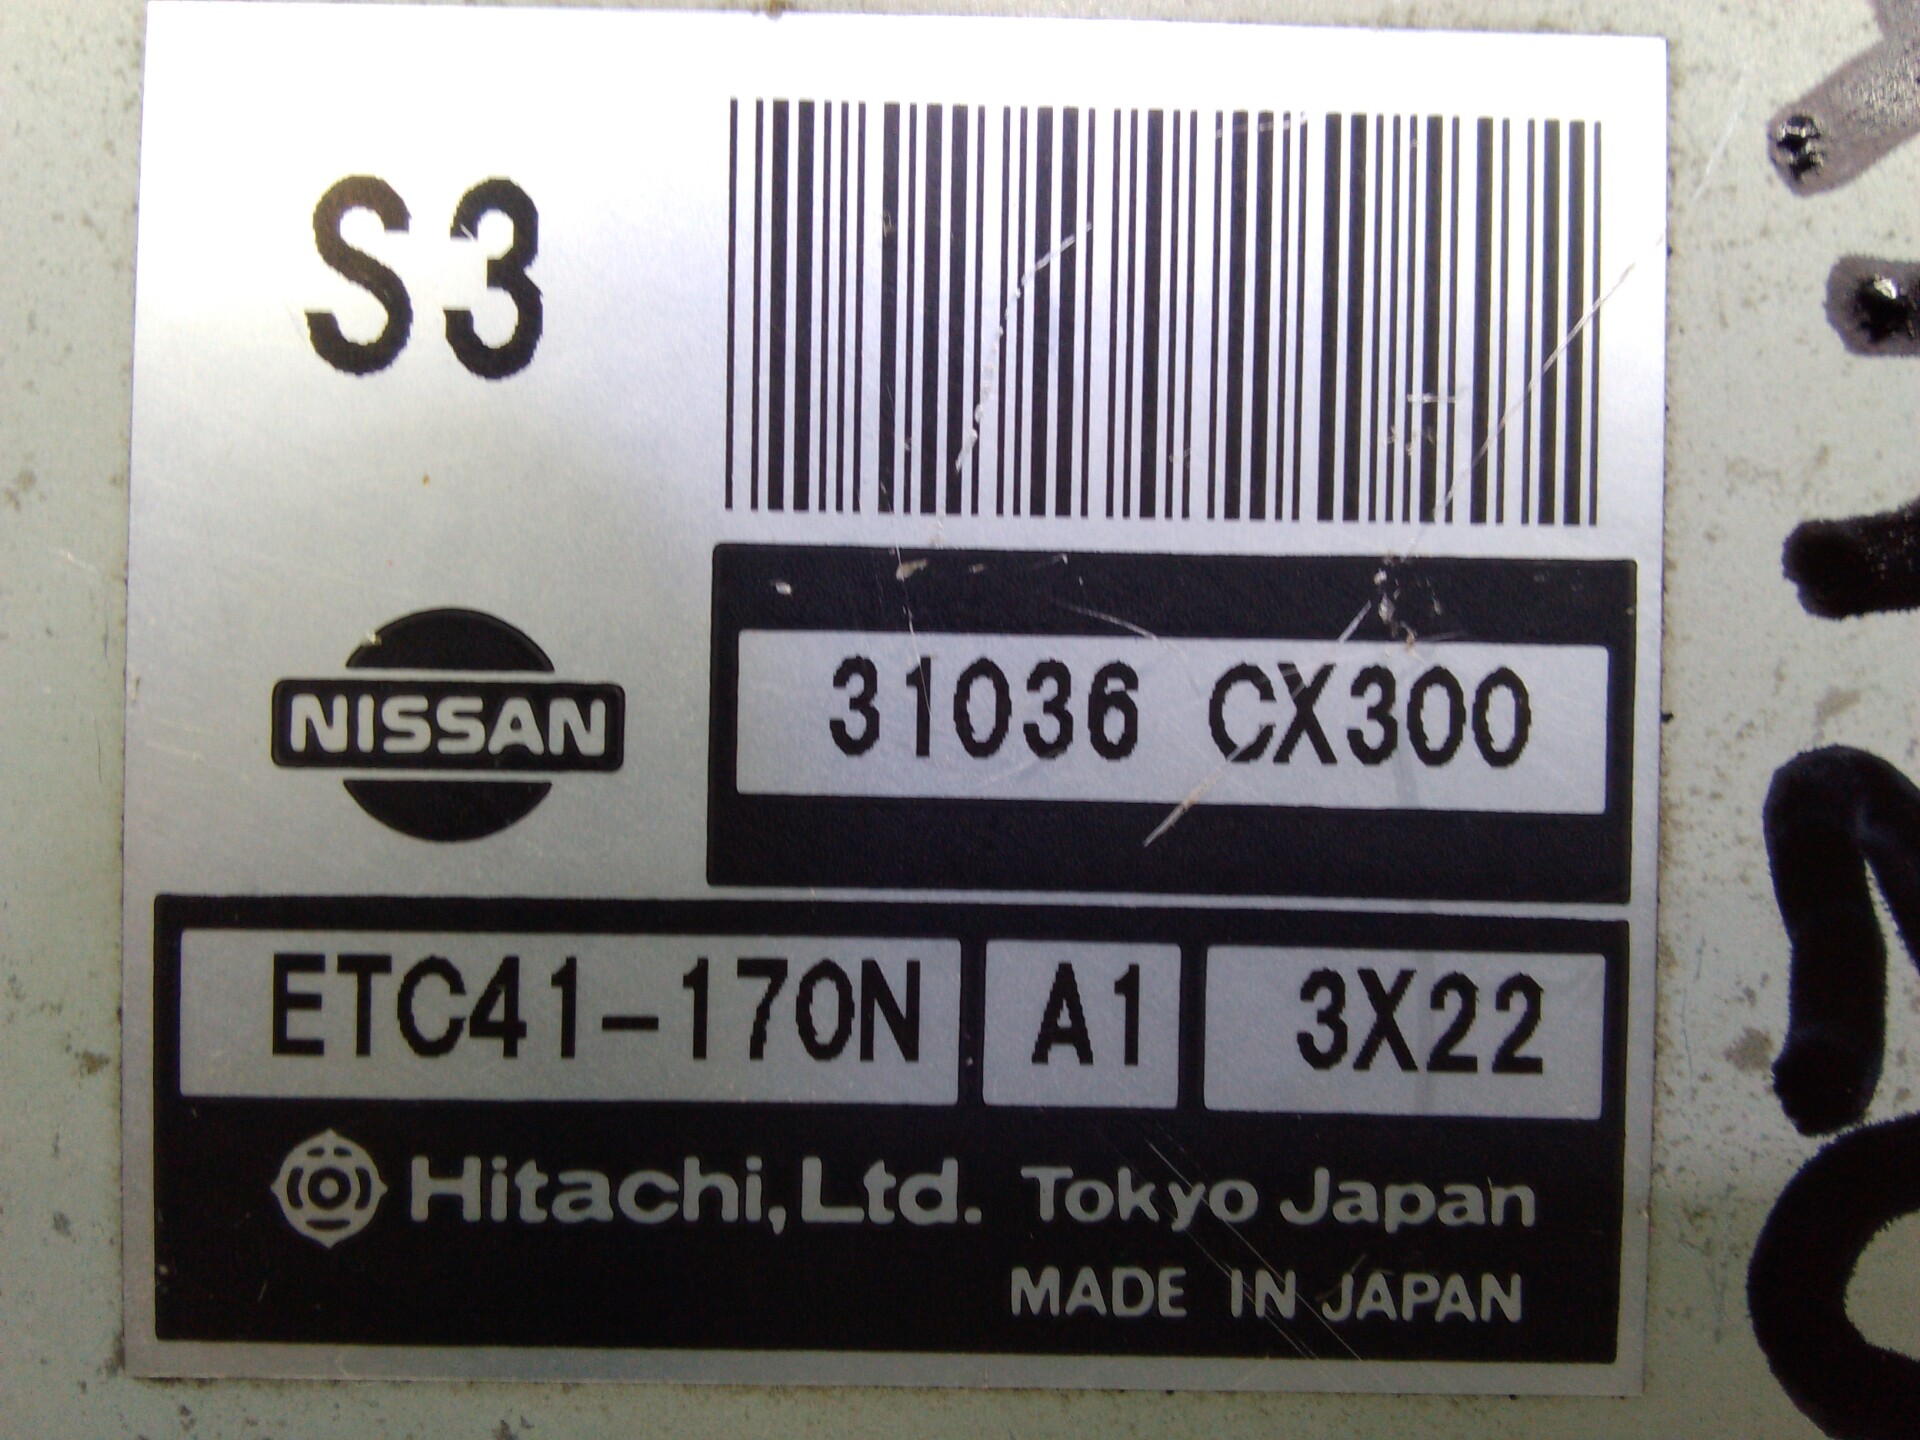 S3
31036 CX300
NISSAN
ETC41-170N A1 3X22
Hitachi, Ltd. Tokyo Japan
MADE IN JAPAN